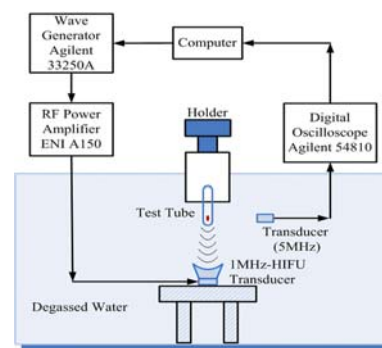 Wave
Generator
Agilent
33250A
Computer
RF Power
Amplifier
ENI A150
Holder
Digital
Oscilloscope
Agilent 54810
Test Tube
Transducer
(5MHz)
1MHz-HIFU
Transducer
Degassed Water